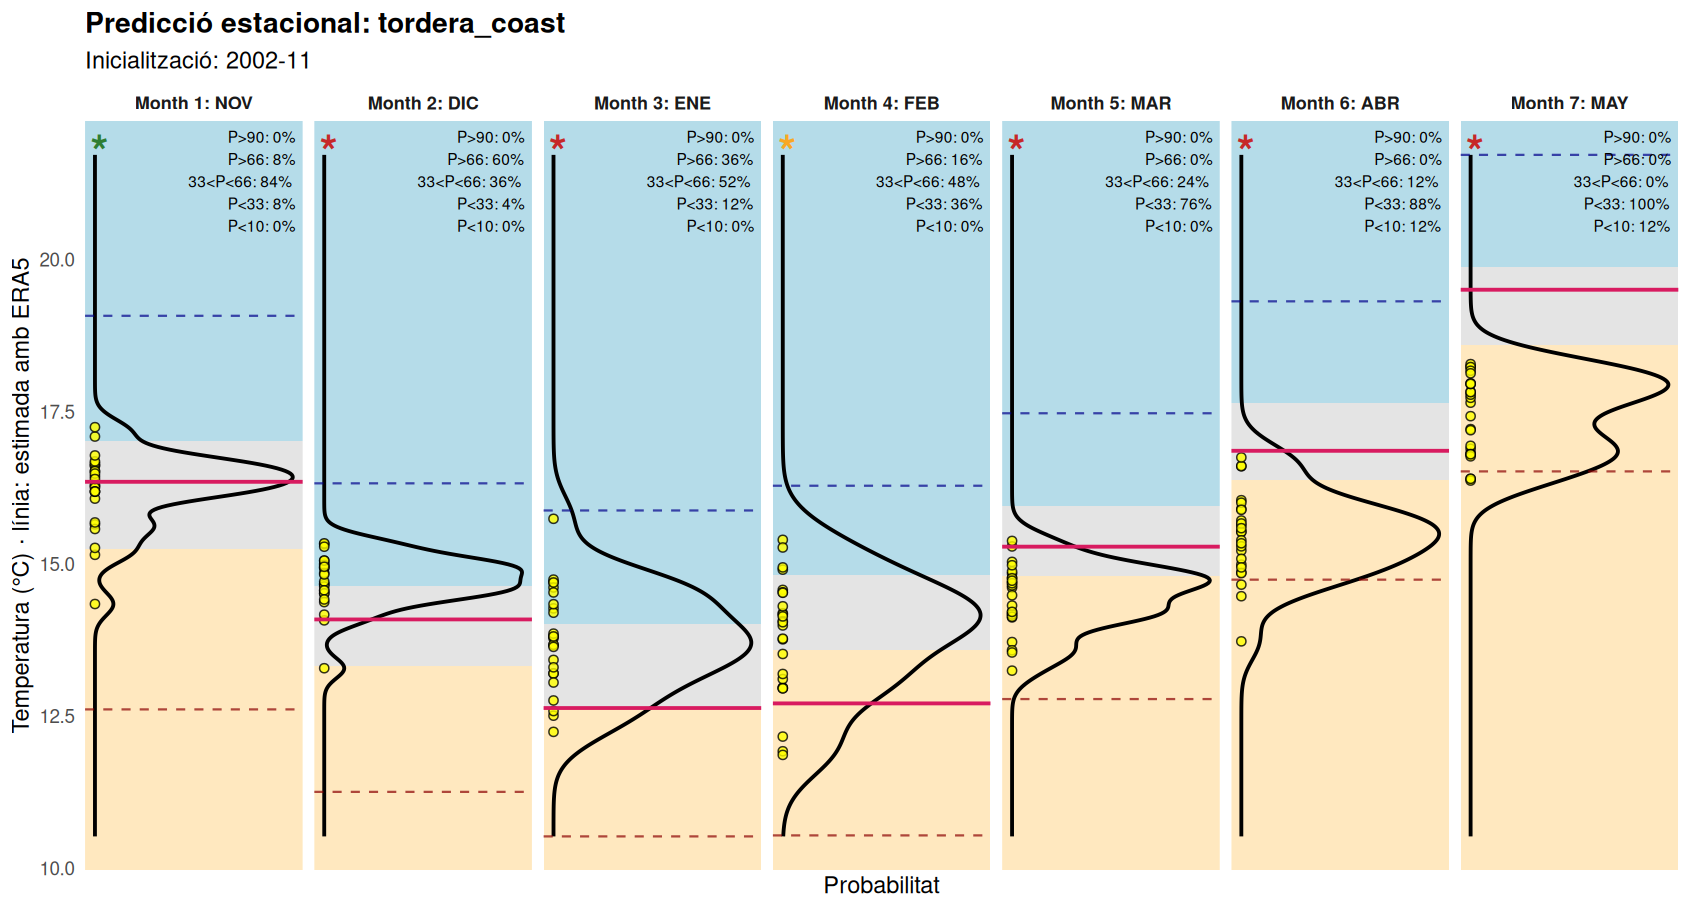 Predicció estacional: tordera_coast
Inicialització: 2002-11
Month 1: NOV
Month 2: DIC
Month 3: ENE
Month 4: FEB
Month 5: MAR
Month 6: ABR
Month 7: MAY
*
P>90: 0%
P>66: 8%
33<P<66: 84%
P<33: 8%
P<10: 0%
*
P>90: 0%
P>66: 60%
33<P<66: 36%
P<33: 4%
P<10: 0%
*
P>90: 0%
P>66: 36%
33<P<66: 52%
P<33: 12%
P<10: 0%
*
P>90: 0%
P>66: 16%
33<P<66: 48%
P<33: 36%
P<10: 0%
*
P>90: 0%
P>66: 0%
33<P<66: 24%
P<33: 76%
P<10: 0%
*
P>90: 0%
P>66: 0%
33<P<66: 12%
P<33: 88%
P<10: 12%
*
P>90: 0%
P>66: 0%
33<P<66: 0%
P<33: 100%
P<10: 12%
Temperatura (°C) · línia: estimada amb ERA5
20.0
17.5
15.0
12.5
10.0
Probabilitat